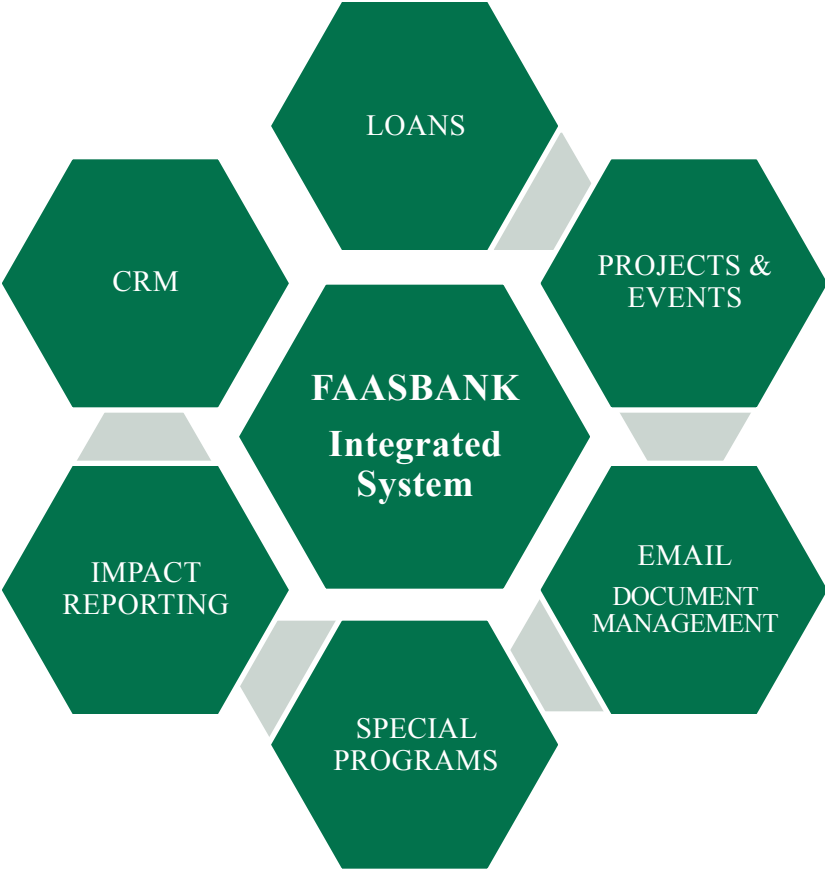 LOANS
PROJECTS &
EVENTS
CRM
FAASBANK
Integrated
System
EMAIL
DOCUMENT
MANAGEMENT
IMPACT
REPORTING
SPECIAL
PROGRAMS